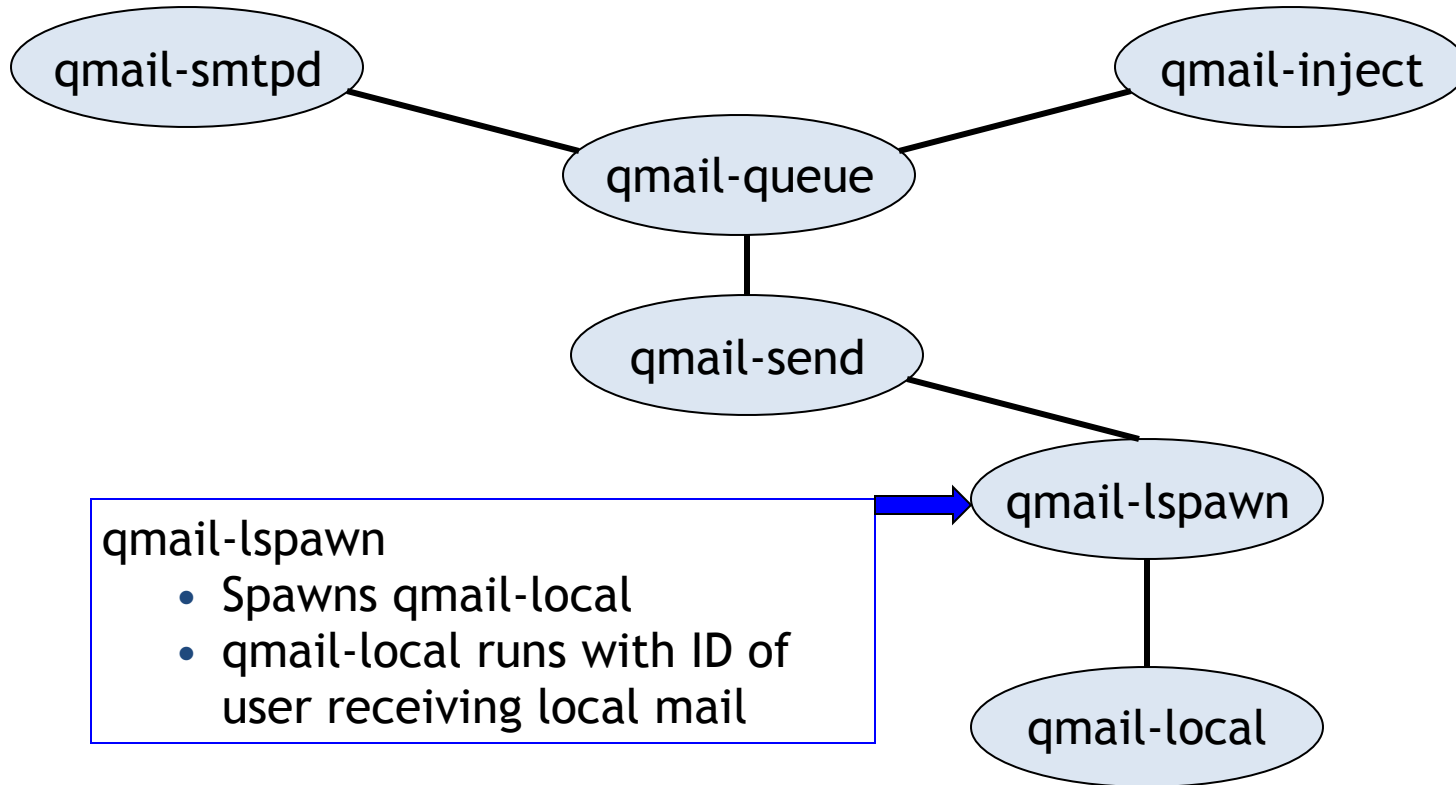 qmail-smtpd
qmail-inject
qmail-queue
qmail-send
qmail-lspawn
qmail-lspawn
• Spawns qmail-local
• qmail-local runs with ID of
user receiving local mail
qmail-local